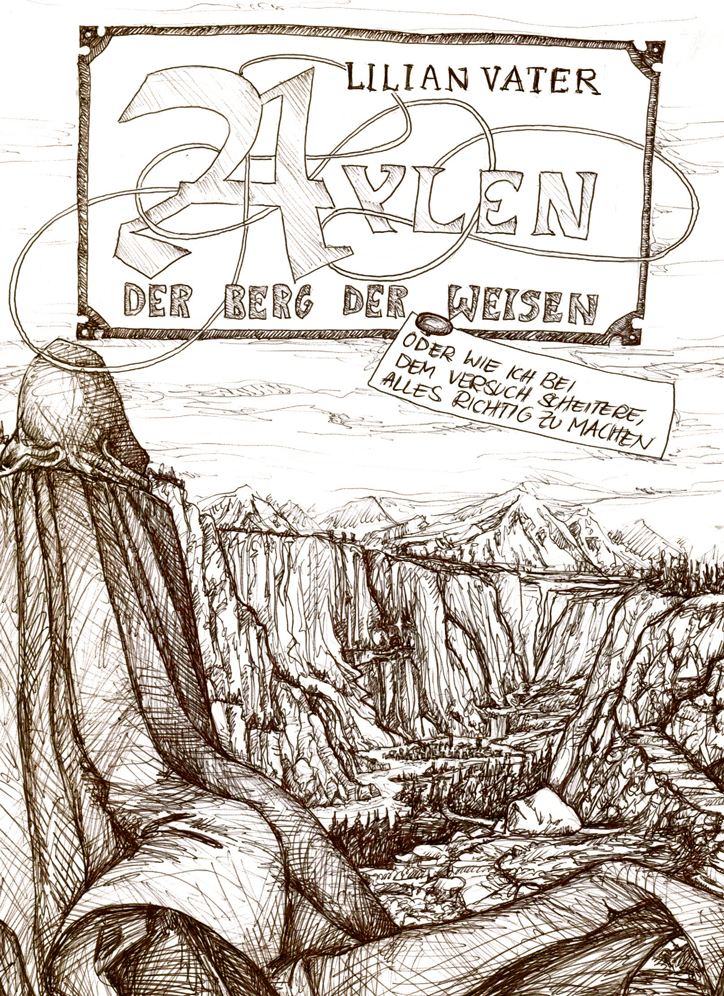 LILIAN VATER
AYLEN
DER BERG DER WEISEN
ODER WIE ICH BEI
DEM VERSUCH SCHEITERE,
ALLES RICHTIG ZU MACHEN